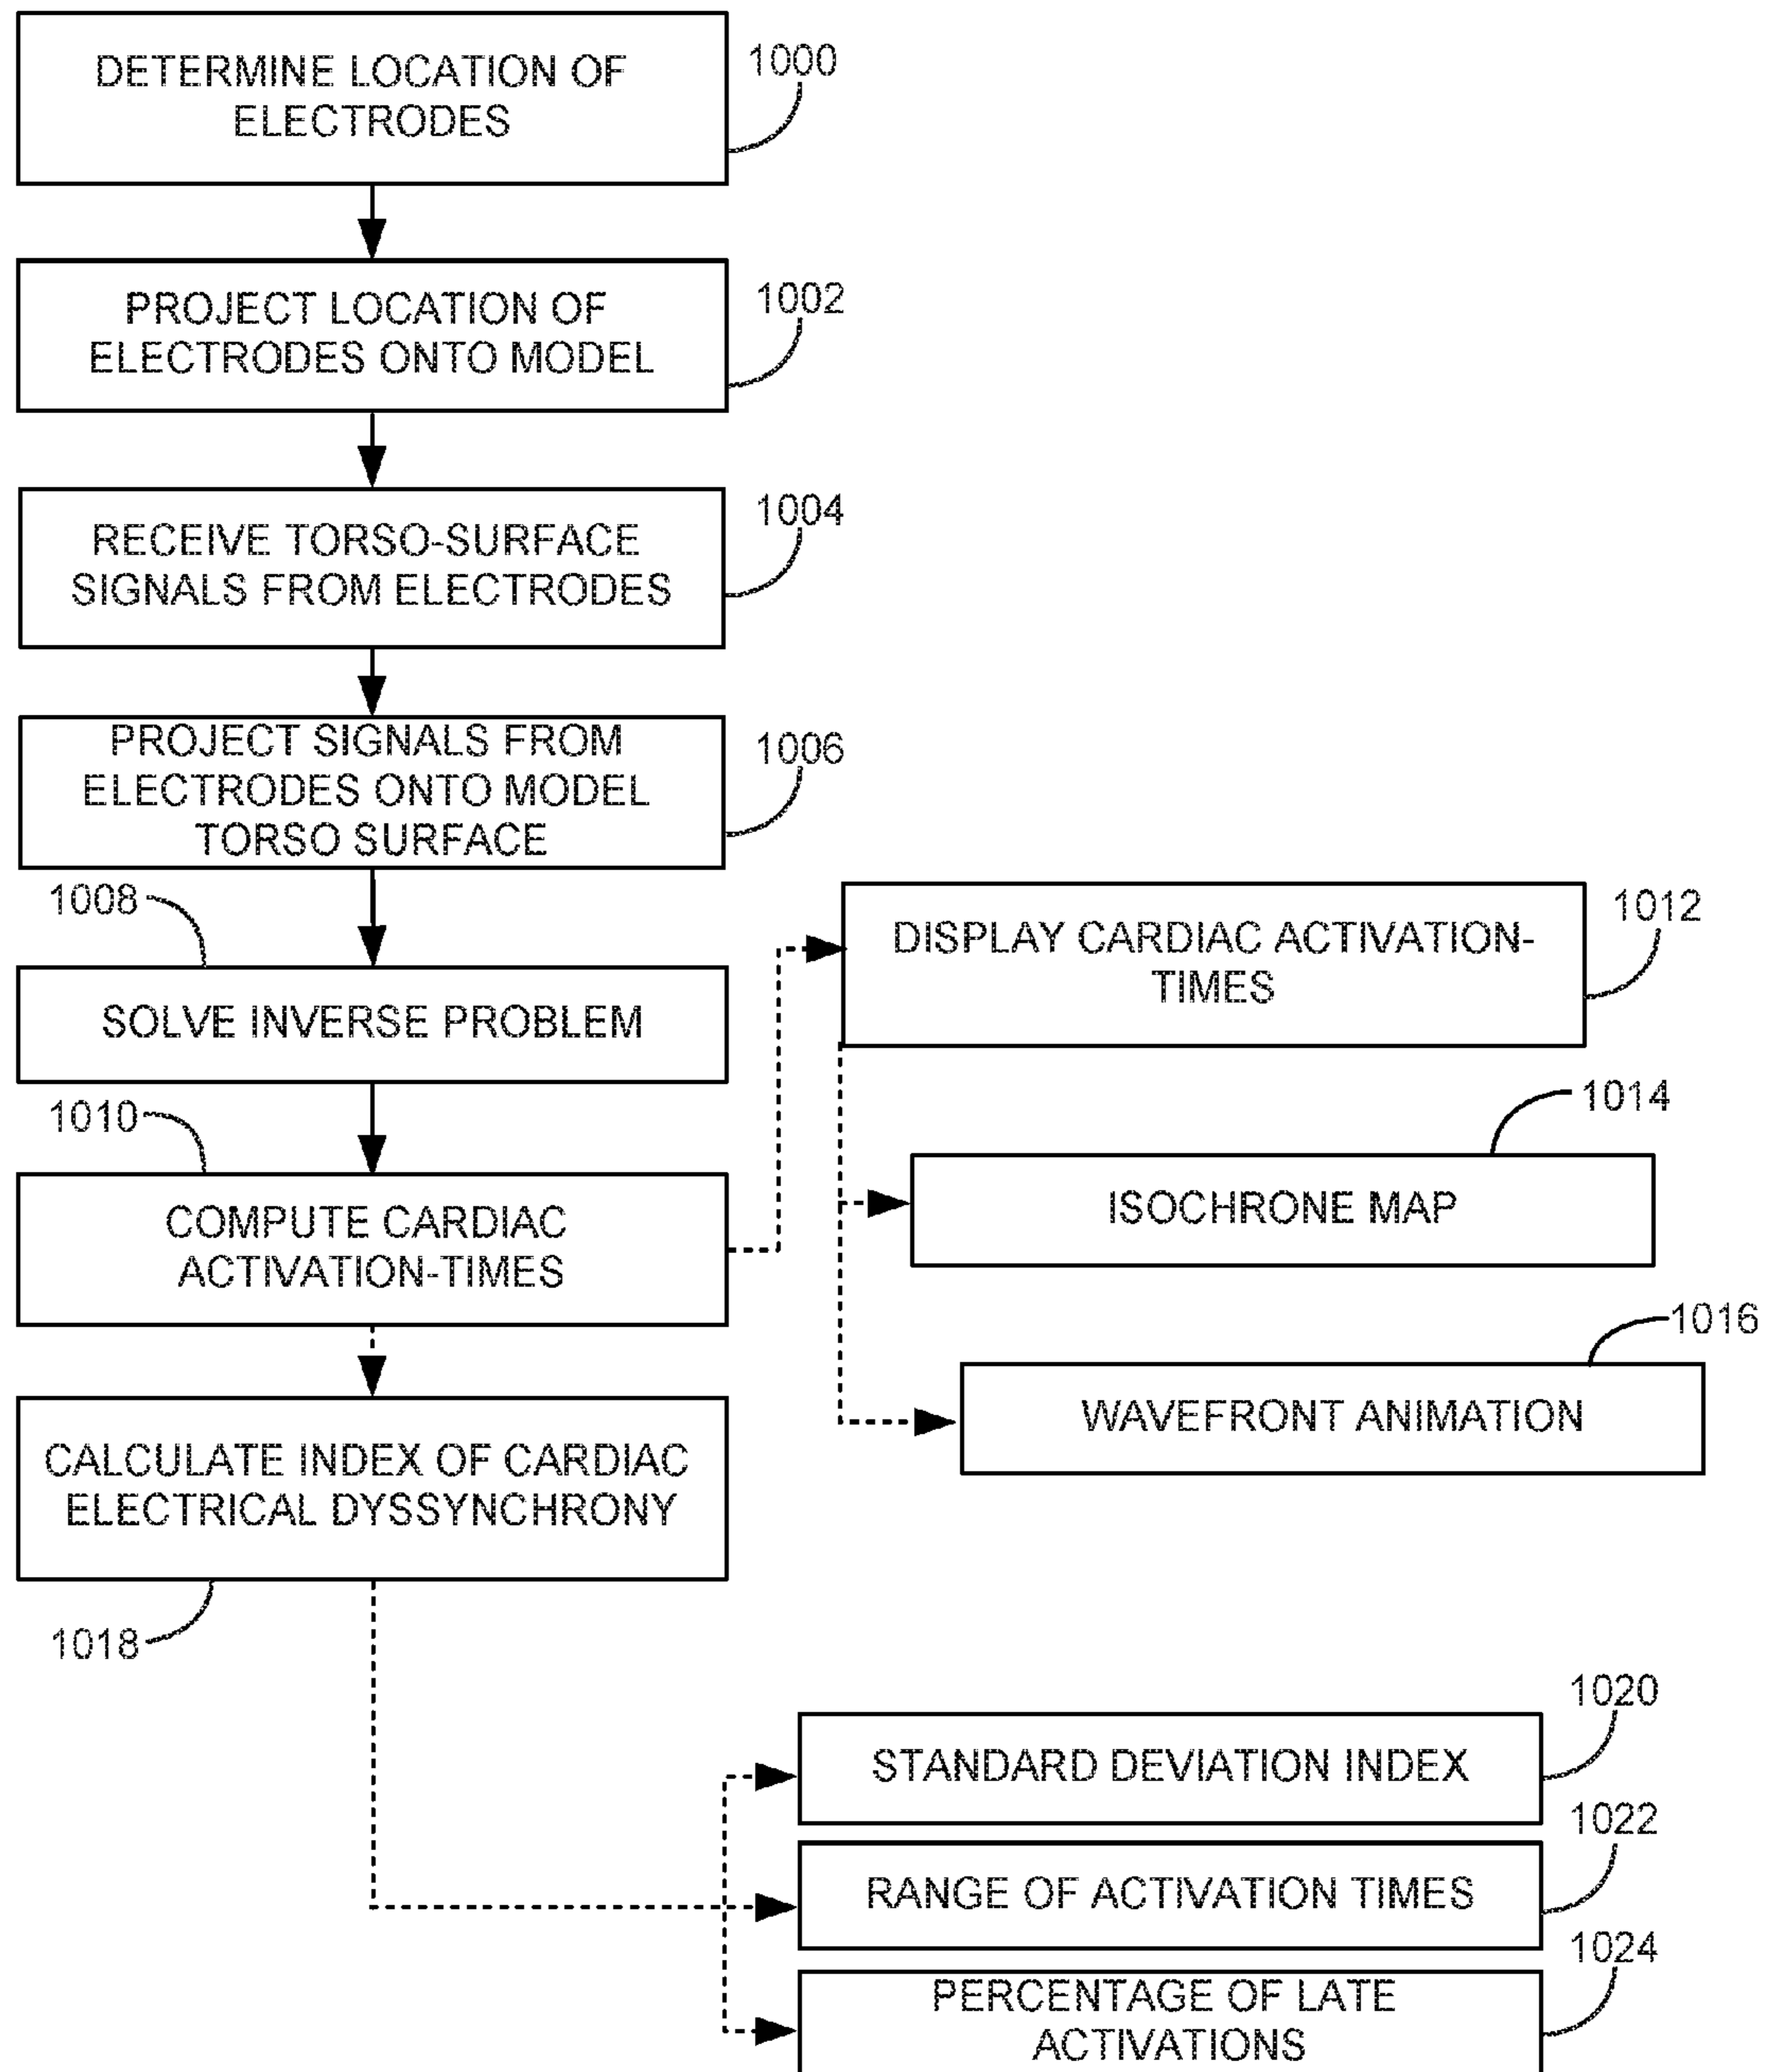 DETERMINE LOCATION OF
ELECTRODES
1000
PROJECT LOCATION OF
ELECTRODES ONTO MODEL
1002
RECEIVE TORSO-SURFACE
SIGNALS FROM ELECTRODES
1004
PROJECT SIGNALS FROM
ELECTRODES ONTO MODEL
TORSO SURFACE
1006
1008
SOLVE INVERSE PROBLEM
1010
COMPUTE CARDIAC
ACTIVATION-TIMES
DISPLAY CARDIAC ACTIVATION-
TIMES
1012
1014
ISOCHRONE MAP
1016
WAVEFRONT ANIMATION
CALCULATE INDEX OF CARDIAC
ELECTRICAL DYSSYNCHRONY
1018
1020
STANDARD DEVIATION INDEX
1022
RANGE OF ACTIVATION TIMES
1024
PERCENTAGE OF LATE
ACTIVATIONS